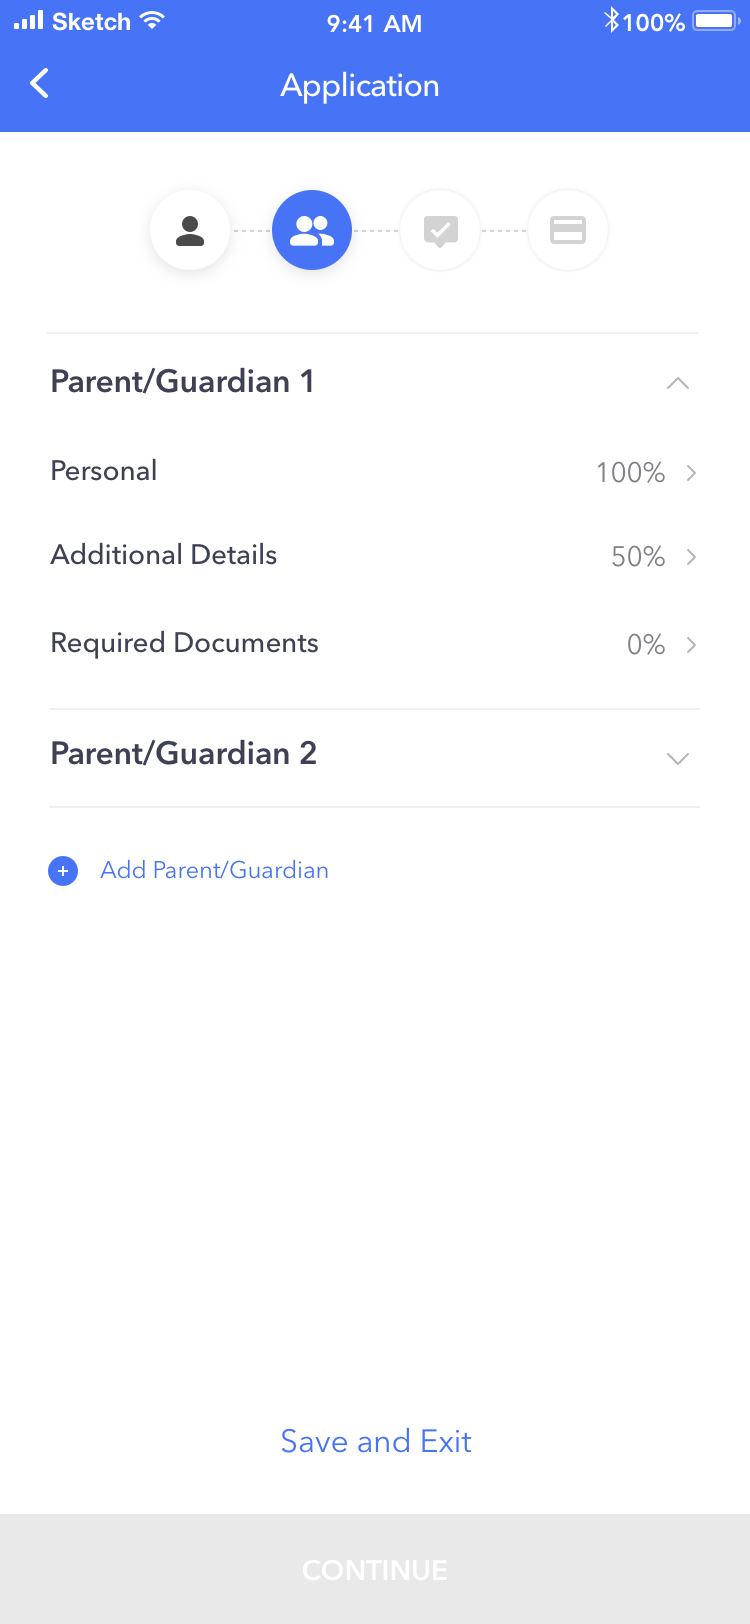 Sketch 9:41 AM 100%
Application
Parent/Guardian 1
Personal 100%
Additional Details 50%
Required Documents 0%
Parent/Guardian 2
Add Parent/Guardian
Save and Exit
CONTINUE